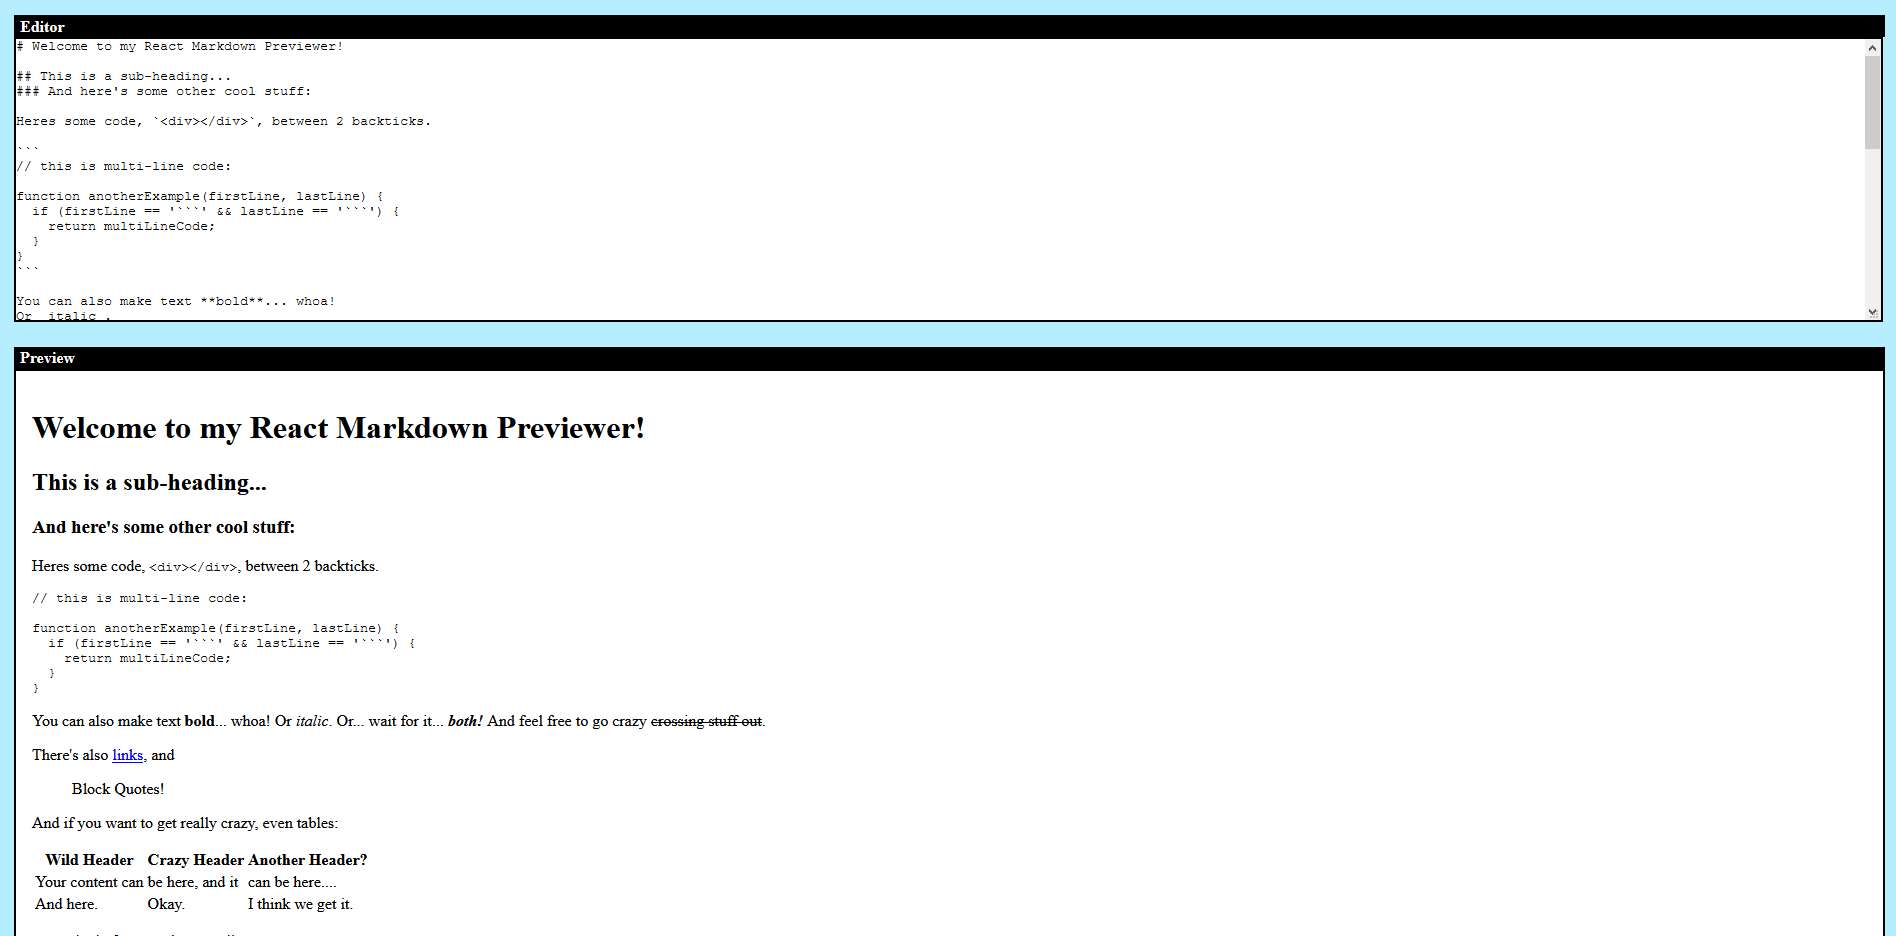 Editor
# Welcome to my React Markdown Previewer!
## This is a sub-heading...
### And here's some other cool stuff:
Heres some code, `<div></div>`, between 2 backticks.
```
// this is multi-line code:
function anotherExample(firstLine, lastLine) {
  if (firstLine == '```' && lastLine == '```') {
    return multiLineCode;
  }
}
```
You can also make text **bold**... whoa!
Or  italic .
Preview
Welcome to my React Markdown Previewer!
This is a sub-heading...
And here's some other cool stuff:
Heres some code, <div></div>, between 2 backticks.
// this is multi-line code:
function anotherExample(firstLine, lastLine) {
  if (firstLine == '```' && lastLine == '```') {
    return multiLineCode;
  }
}
You can also make text bold... whoa! Or italic. Or... wait for it... both! And feel free to go crazy crossing stuff out.
There's also links, and
Block Quotes!
And if you want to get really crazy, even tables:
Wild Header Crazy Header Another Header?
Your content can be here, and it can be here....
And here. Okay. I think we get it.